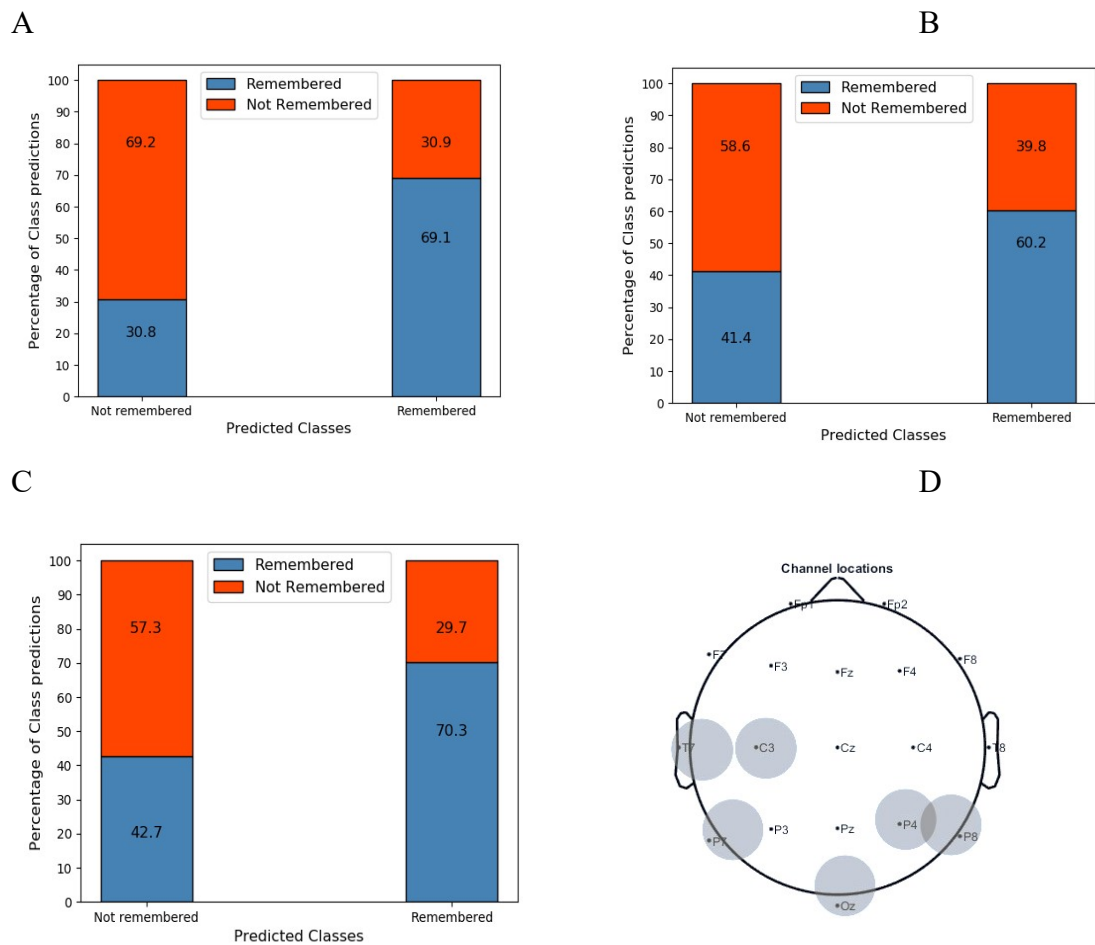 A
B
Remembered
Not Remembered
Percentage of Class predictions
100
90
80
70
60
50
40
30
20
10
0
69.2
30.8
30.9
69.1
Not remembered
Remembered
Predicted Classes
Remembered
Not Remembered
Percentage of Class predictions
100
90
80
70
60
50
40
30
20
10
0
58.6
41.4
39.8
60.2
Not remembered
Remembered
Predicted Classes
C
D
Remembered
Not Remembered
Percentage of Class predictions
100
90
80
70
60
50
40
30
20
10
0
57.3
42.7
29.7
70.3
Not remembered
Remembered
Predicted Classes
Channel locations
Fp1 Fp2
F7 F3 Fz F4 F8
T7 C3 Cz C4 T8
P7 P3 Pz P4 P8
Oz